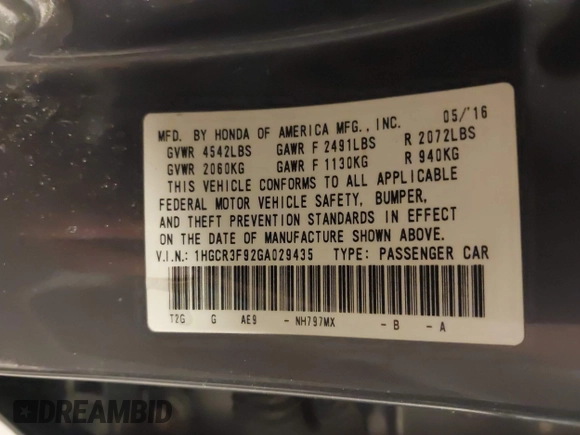 MFD. BY HONDA OF AMERICA MFG., INC. 05/'16
GVWR 4542LBS GAWR F 2491LBS R 2072LBS
GVWR 2060KG GAWR F 1130KG R 940KG
THIS VEHICLE CONFORMS TO ALL APPLICABLE
FEDERAL MOTOR VEHICLE SAFETY, BUMPER,
AND THEFT PREVENTION STANDARDS IN EFFECT
ON THE DATE OF MANUFACTURE SHOWN ABOVE.
V.I.N.: 1HGCR3F92GA029435 TYPE: PASSENGER CAR
T2G G AE9 - NH797MX - B - A
DREAMBID